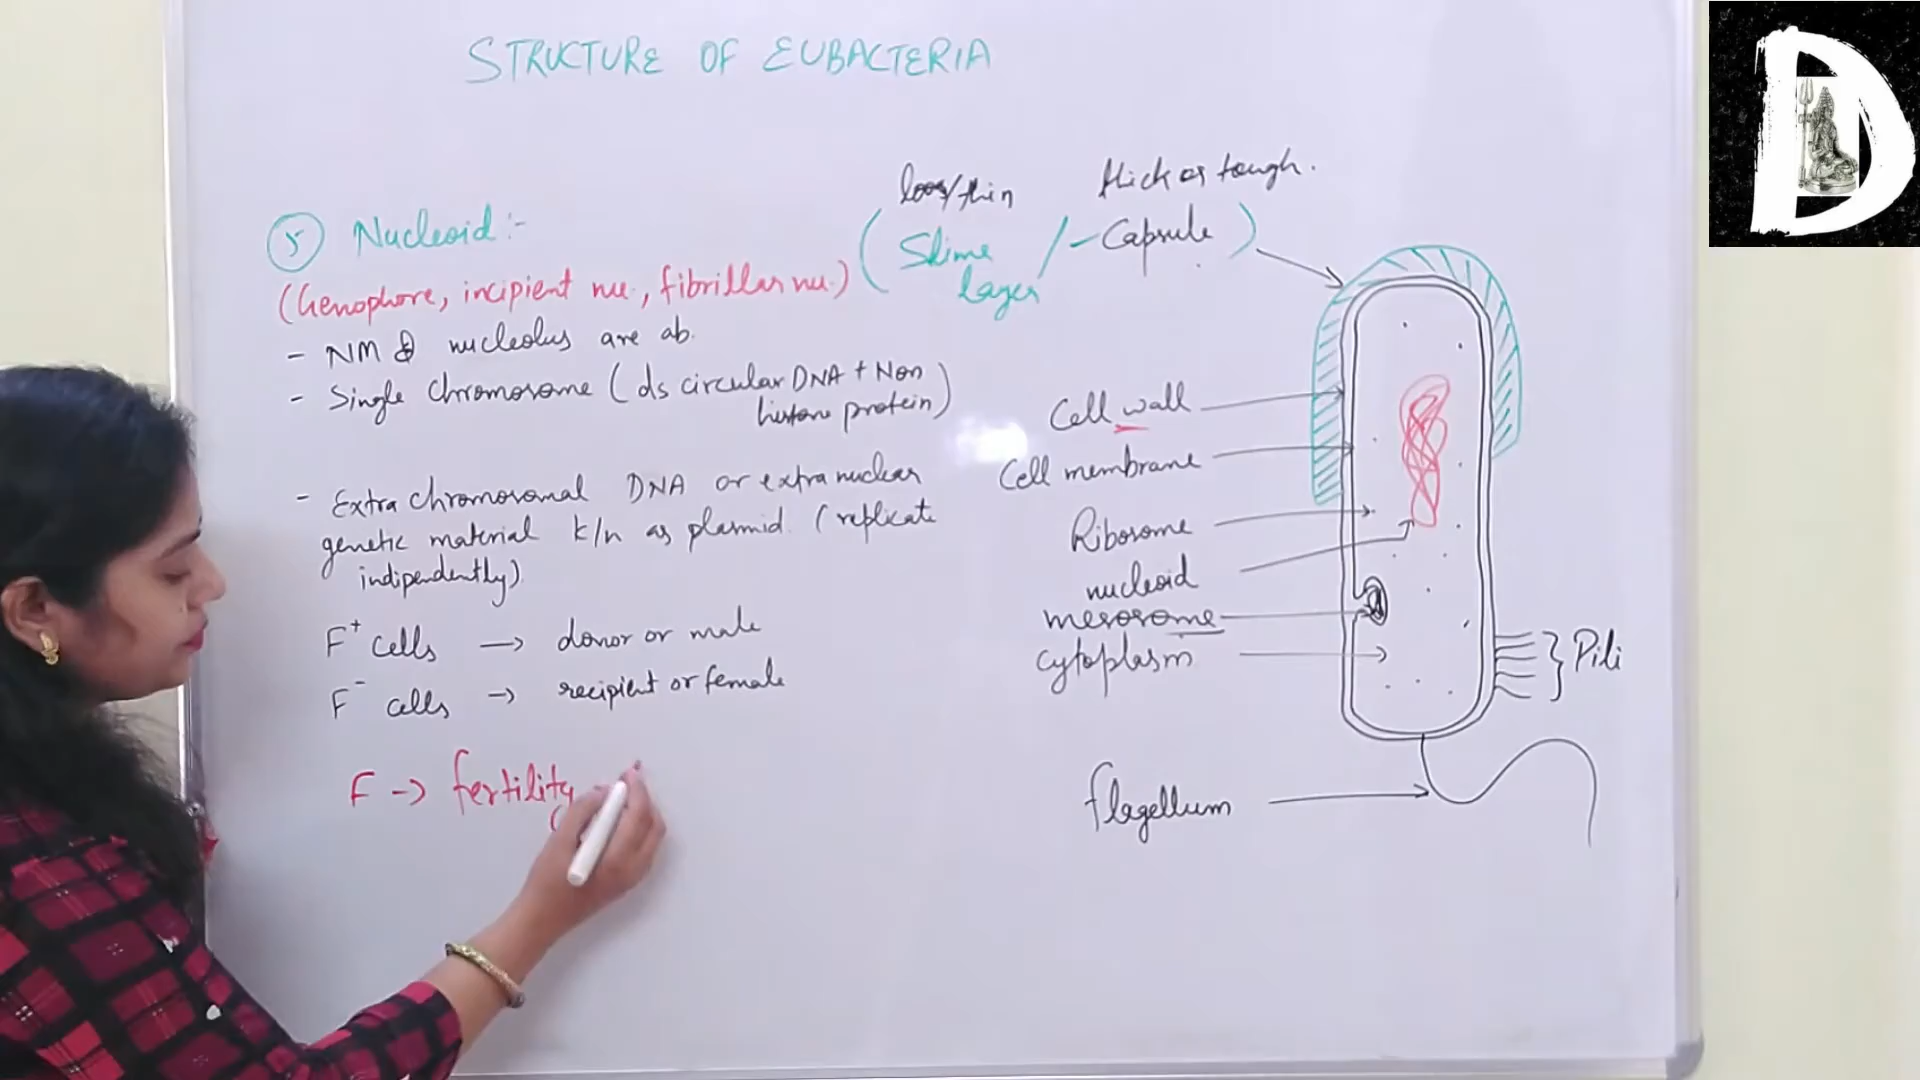 STRUCTURE OF EUBACTERIA
5 Nucleoid :-
(Genophore, incipient nu., fibrillar nu.)
- NM & nucleolus are ab.
- Single chromosome (ds circular DNA + Non
histone protein)
- Extra chromosomal DNA or extra nuclear
genetic material k/n as plasmid. (replicate
indipendently)
F+ cells → donor or male
F- cells → recipient or female
F → fertility
loos/thin
thick or tough.
(Slime / - Capsule)
layer
Cell wall
Cell membrane
Ribosome
nucleoid
mesosome
cytoplasm
Pili
flagellum
D